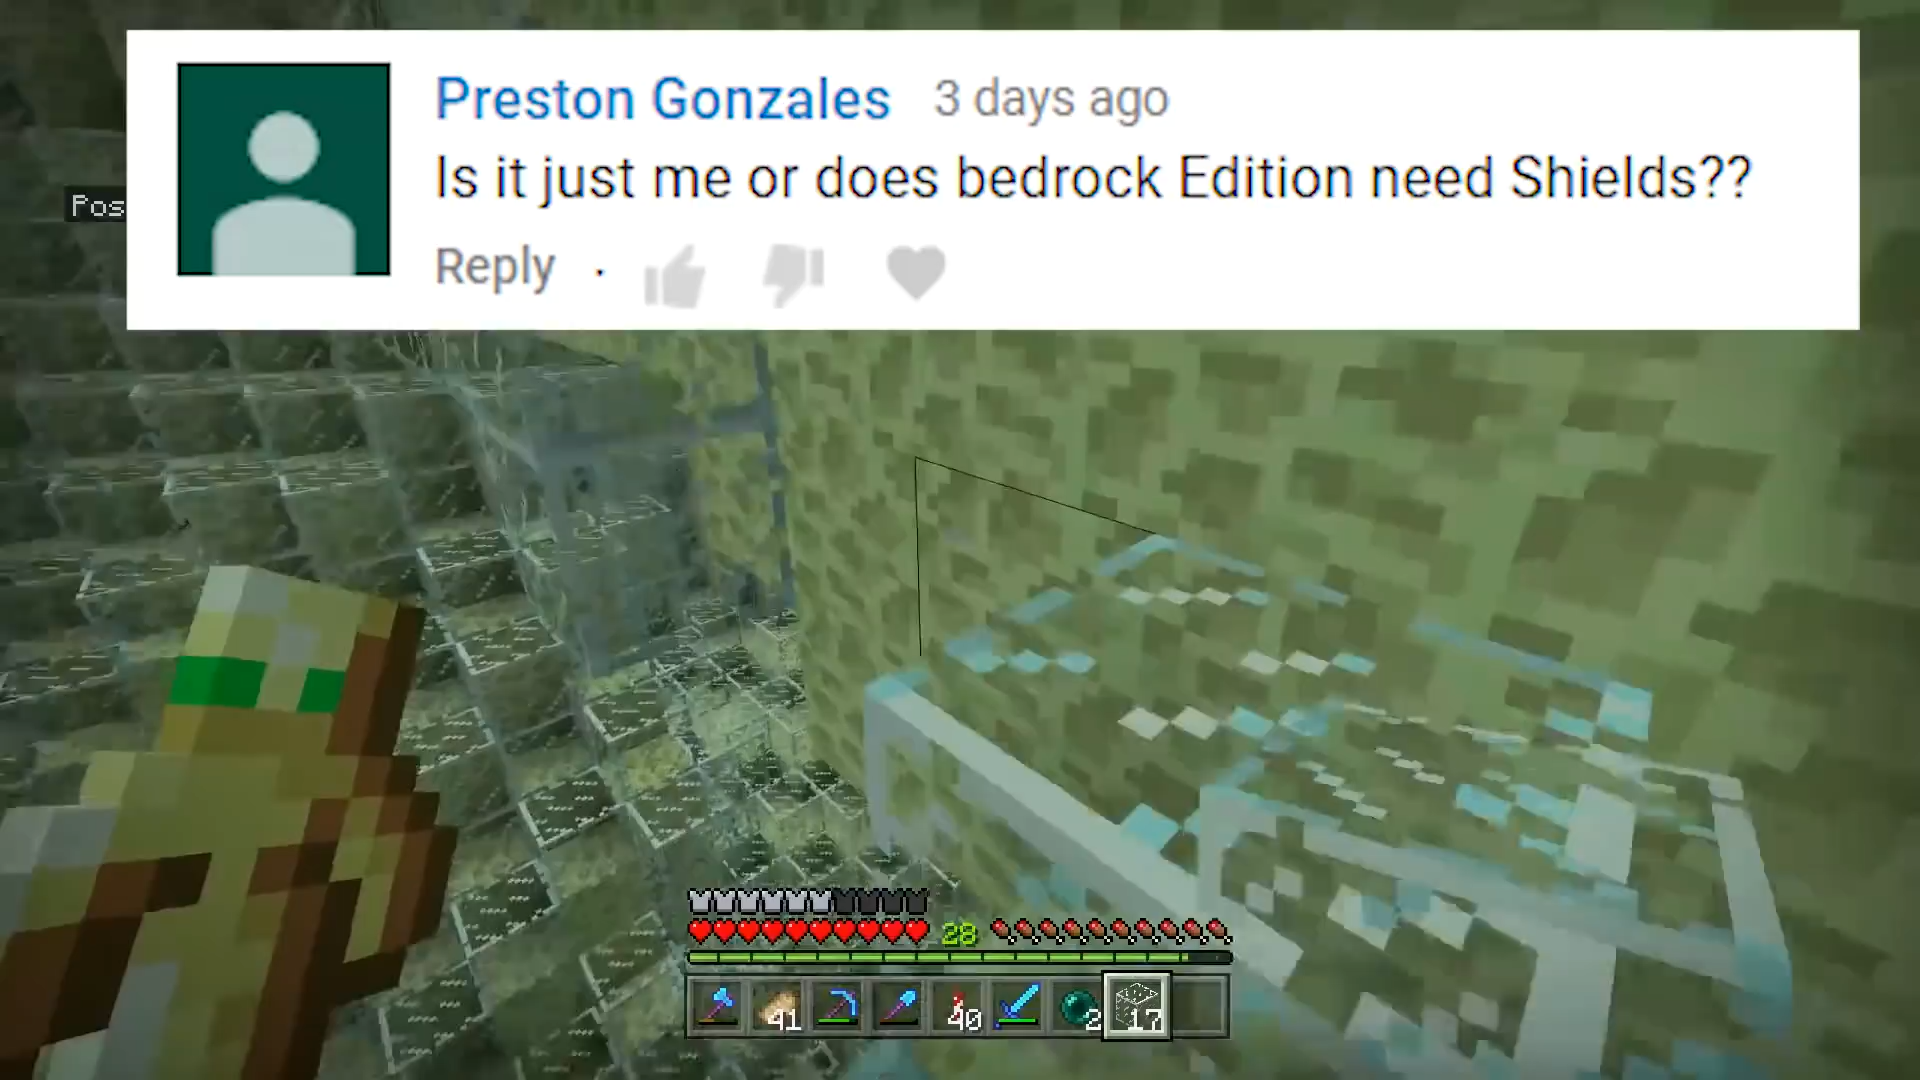 Preston Gonzales 3 days ago
Is it just me or does bedrock Edition need Shields??
Pos
Reply ·
28
41 40 2 17